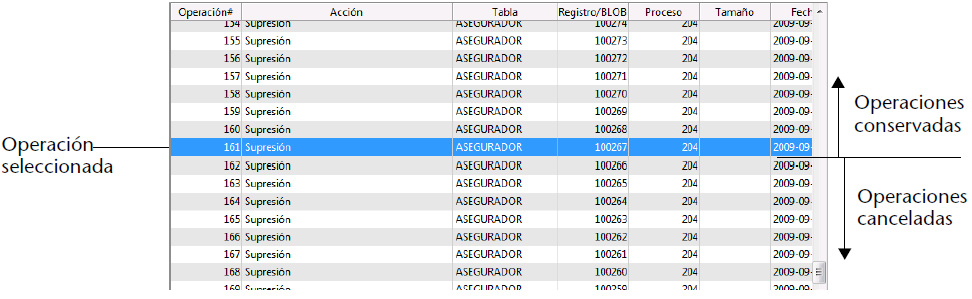 Operación# Acción Tabla Registro/BLOB Proceso Tamaño Fech
154 Supresión ASEGURADOR 100274 204 2009-09-
155 Supresión ASEGURADOR 100273 204 2009-09-
156 Supresión ASEGURADOR 100272 204 2009-09-
157 Supresión ASEGURADOR 100271 204 2009-09-
158 Supresión ASEGURADOR 100270 204 2009-09-
159 Supresión ASEGURADOR 100269 204 2009-09-
160 Supresión ASEGURADOR 100268 204 2009-09-
161 Supresión ASEGURADOR 100267 204 2009-09-
162 Supresión ASEGURADOR 100266 204 2009-09-
163 Supresión ASEGURADOR 100265 204 2009-09-
164 Supresión ASEGURADOR 100264 204 2009-09-
165 Supresión ASEGURADOR 100263 204 2009-09-
166 Supresión ASEGURADOR 100262 204 2009-09-
167 Supresión ASEGURADOR 100261 204 2009-09-
168 Supresión ASEGURADOR 100260 204 2009-09-
169 Supresión ASEGURADOR 100259 204 2009-09-
Operación
seleccionada
Operaciones
conservadas
Operaciones
canceladas